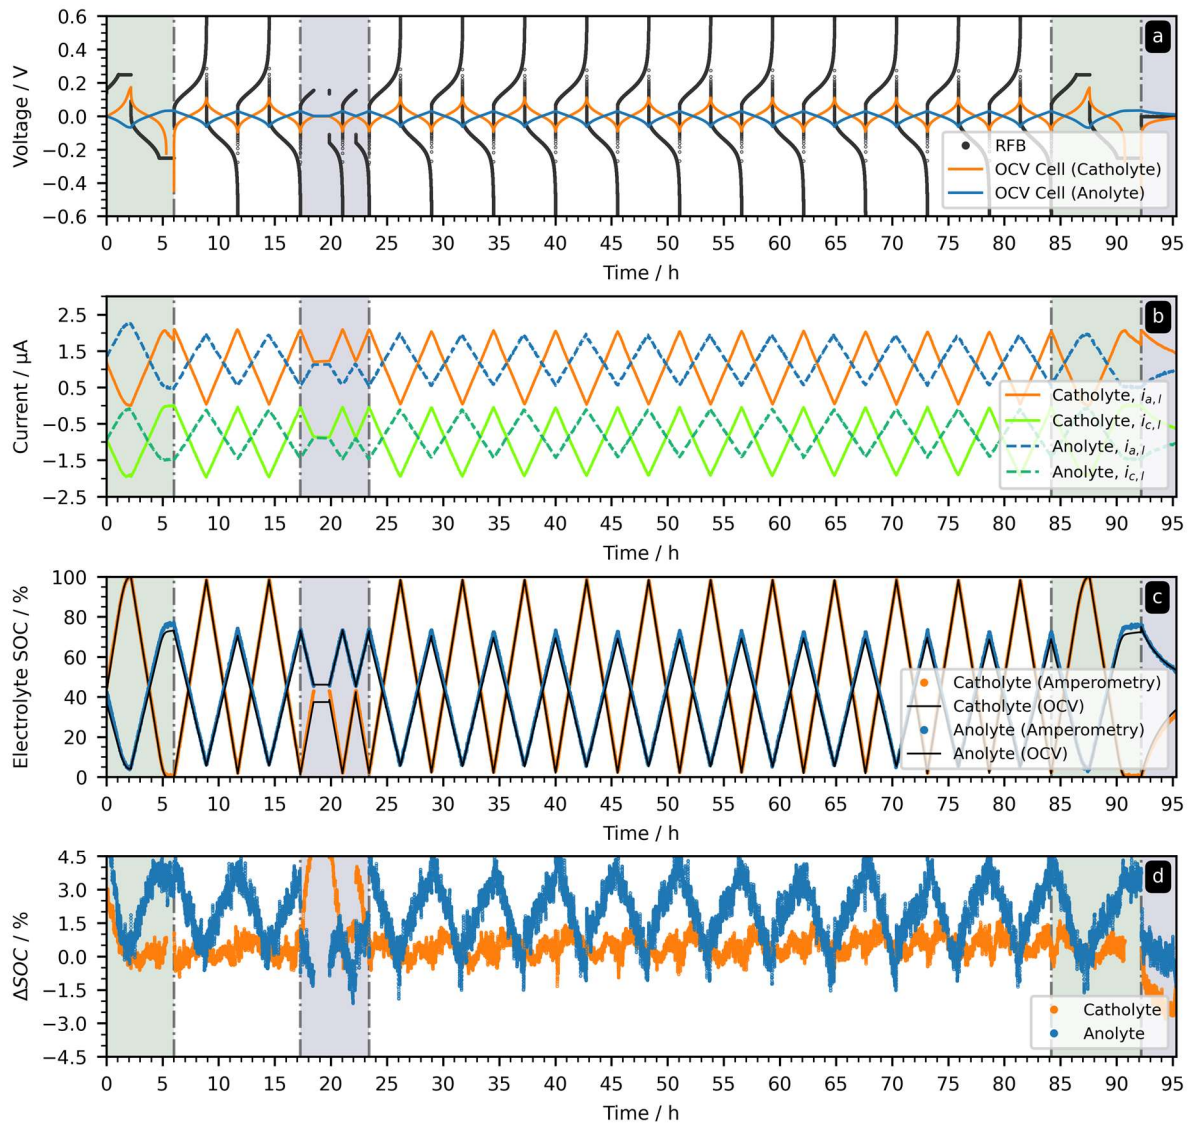 a
0.6
0.4
0.2
0.0
−0.2
−0.4
−0.6
Voltage / V
RFB
OCV Cell (Catholyte)
OCV Cell (Anolyte)
0 5 10 15 20 25 30 35 40 45 50 55 60 65 70 75 80 85 90 95
Time / h
b
2.5
1.5
0.5
−0.5
−1.5
−2.5
Current / μA
Catholyte, i_{a, l}
Catholyte, i_{c, l}
Anolyte, i_{a, l}
Anolyte, i_{c, l}
0 5 10 15 20 25 30 35 40 45 50 55 60 65 70 75 80 85 90 95
Time / h
c
100
80
60
40
20
0
Electrolyte SOC / %
Catholyte (Amperometry)
Catholyte (OCV)
Anolyte (Amperometry)
Anolyte (OCV)
0 5 10 15 20 25 30 35 40 45 50 55 60 65 70 75 80 85 90 95
Time / h
d
4.5
3.0
1.5
0.0
−1.5
−3.0
−4.5
ΔSOC / %
Catholyte
Anolyte
0 5 10 15 20 25 30 35 40 45 50 55 60 65 70 75 80 85 90 95
Time / h